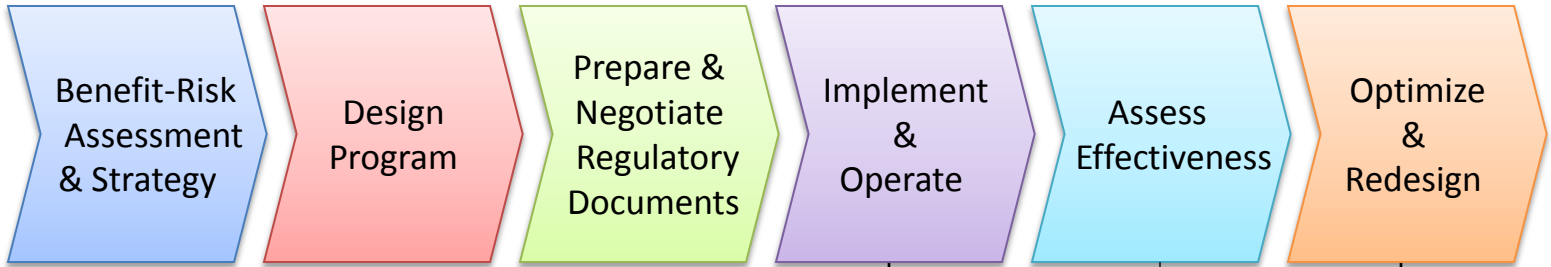 Benefit-Risk
Assessment
& Strategy
Design
Program
Prepare &
Negotiate
Regulatory
Documents
Implement
&
Operate
Assess
Effectiveness
Optimize
&
Redesign